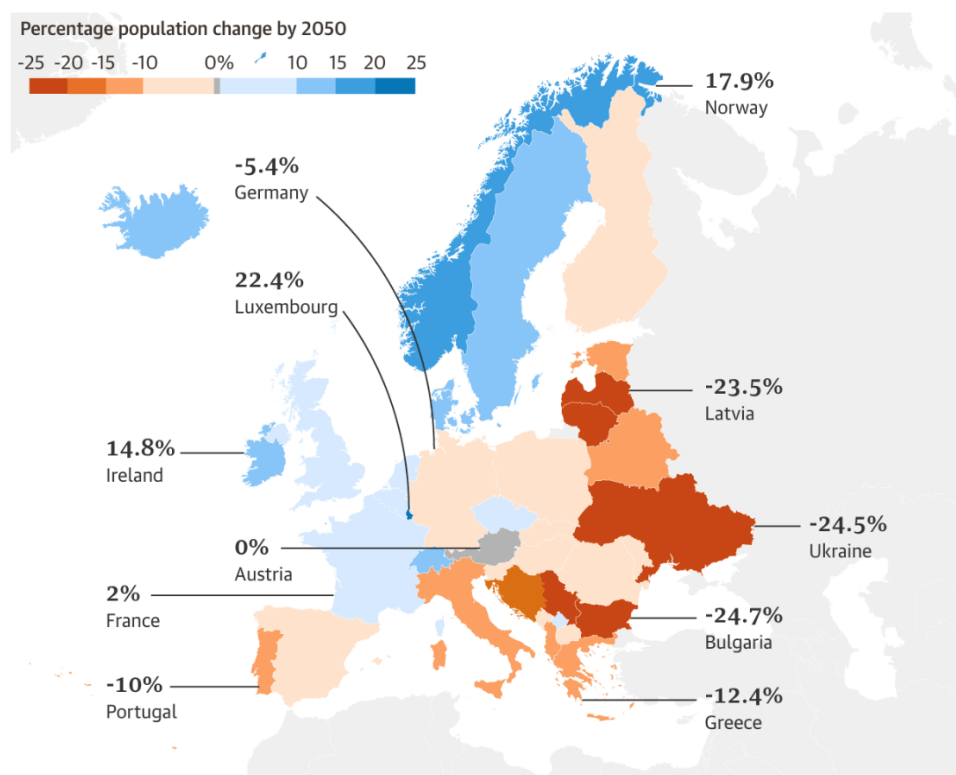 Percentage population change by 2050
-25 -20 -15 -10 0% 10 15 20 25
17.9%
Norway
-5.4%
Germany
22.4%
Luxembourg
-23.5%
Latvia
14.8%
Ireland
-24.5%
Ukraine
0%
Austria
2%
France
-24.7%
Bulgaria
-10%
Portugal
-12.4%
Greece